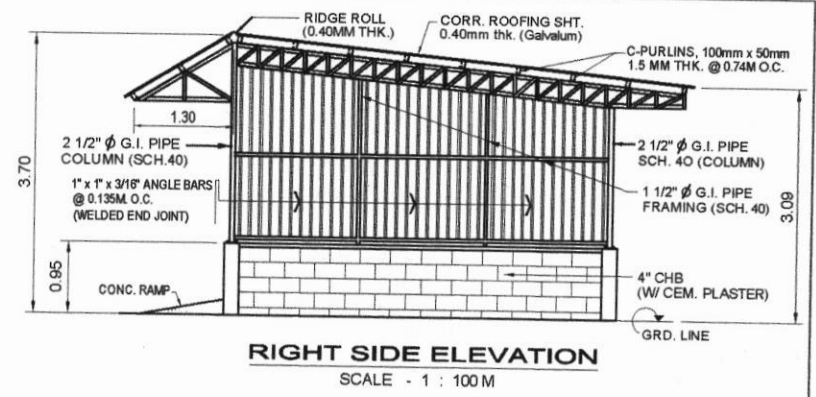 RIDGE ROLL
(0.40MM THK.)
CORR. ROOFING SHT.
0.40mm thk. (Galvalum)
C-PURLINS, 100mm x 50mm
1.5 MM THK. @ 0.74M O.C.
1.30
2 1/2" Ø G.I. PIPE
COLUMN (SCH.40)
3.70
1" x 1" x 3/16" ANGLE BARS
@ 0.135M. O.C.
(WELDED END JOINT)
0.95
CONC. RAMP
2 1/2" Ø G.I. PIPE
SCH. 40 (COLUMN)
1 1/2" Ø G.I. PIPE
FRAMING (SCH. 40)
3.09
4" CHB
(W/ CEM. PLASTER)
GRD. LINE
RIGHT SIDE ELEVATION
SCALE - 1 : 100 M